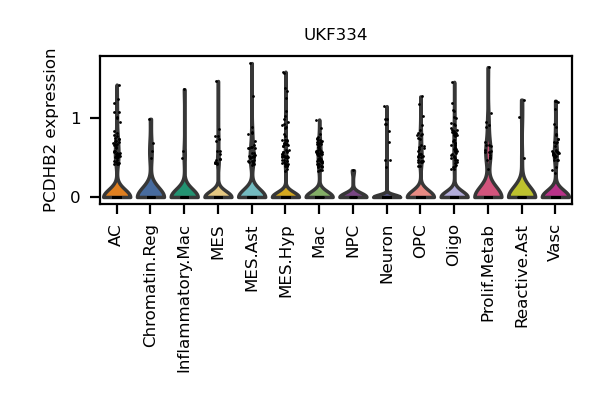 UKF334
PCDHB2 expression
1
0
AC
Chromatin.Reg
Inflammatory.Mac
MES
MES.Ast
MES.Hyp
Mac
NPC
Neuron
OPC
Oligo
Prolif.Metab
Reactive.Ast
Vasc